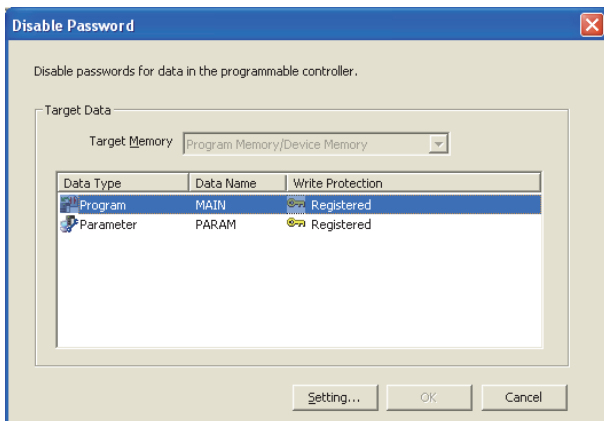 Disable Password
Disable passwords for data in the programmable controller.
Target Data
Target Memory Program Memory/Device Memory
Data Type Data Name Write Protection
Program MAIN Registered
Parameter PARAM Registered
Setting... OK Cancel